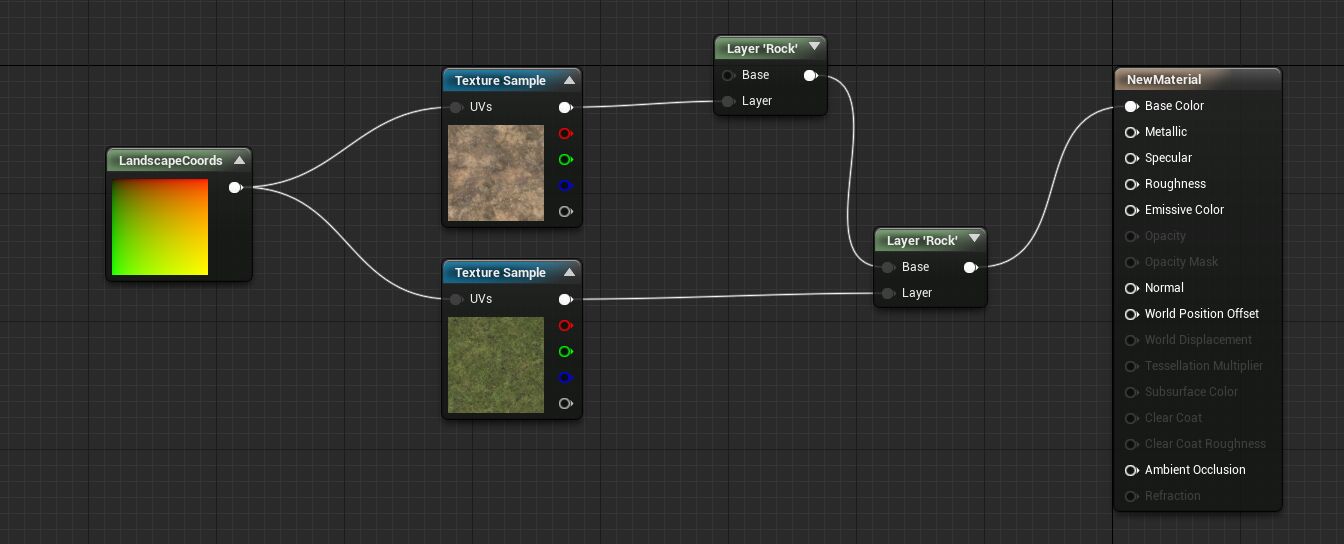 LandscapeCoords
Texture Sample
UVs
Texture Sample
UVs
Layer 'Rock'
Base
Layer
Layer 'Rock'
Base
Layer
NewMaterial
Base Color
Metallic
Specular
Roughness
Emissive Color
Opacity
Opacity Mask
Normal
World Position Offset
World Displacement
Tessellation Multiplier
Subsurface Color
Clear Coat
Clear Coat Roughness
Ambient Occlusion
Refraction